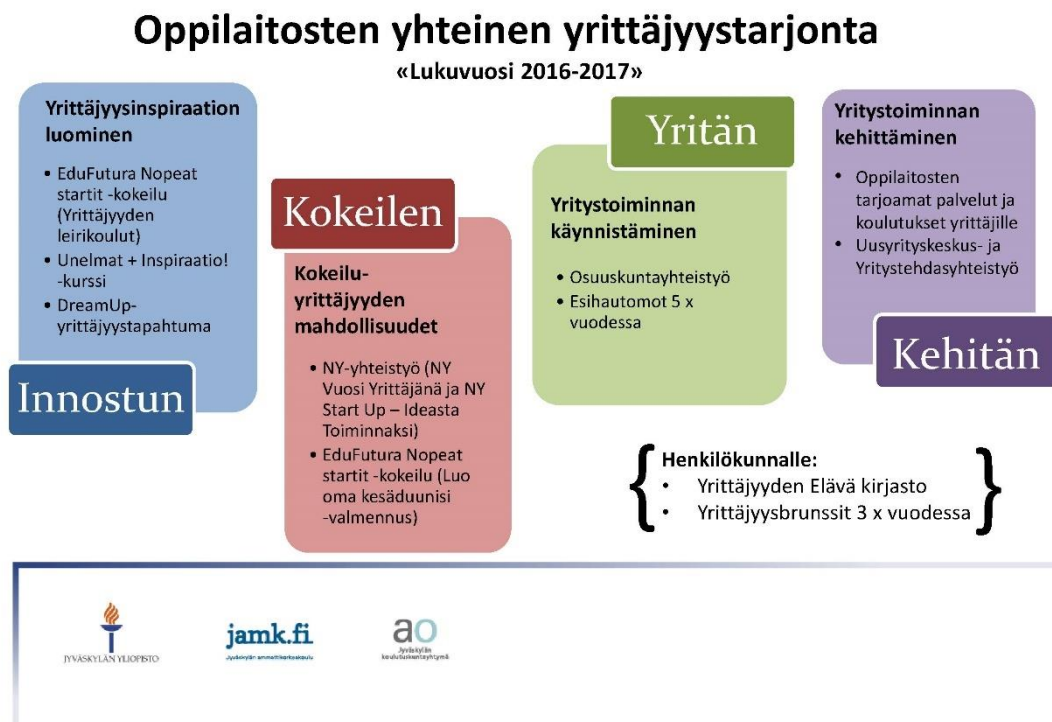 Oppilaitosten yhteinen yrittäjyystarjonta
«Lukuvuosi 2016-2017»
Yrittäjyysinspiraation
luominen
• EduFutura Nopeat
startit -kokeilu
(Yrittäjyyden
leirikoulut)
• Unelmat + Inspiraatio!
-kurssi
• DreamUp-
yrittäjyystapahtuma
Innostun
Kokeilen
Kokeilu-
yrittäjyyden
mahdollisuudet
• NY-yhteistyö (NY
Vuosi Yrittäjänä ja NY
Start Up – Ideasta
Toiminnaksi)
• EduFutura Nopeat
startit -kokeilu (Luo
oma kesäduunisi
-valmennus)
Yritän
Yritystoiminnan
käynnistäminen
• Osuuskuntayhteistyö
• Esihautomot 5 x
vuodessa
Yritystoiminnan
kehittäminen
• Oppilaitosten
tarjoamat palvelut ja
koulutukset yrittäjille
• Uusyrityskeskus- ja
Yritystehdasyhteistyö
Kehitän
Henkilökunnalle:
• Yrittäjyyden Elävä kirjasto
• Yrittäjyysbrunssit 3 x vuodessa
JYVÄSKYLÄN YLIOPISTO
jamk.fi
Jyväskylän ammattikorkeakoulu
ao
Jyväskylän
koulutuskuntayhtymä